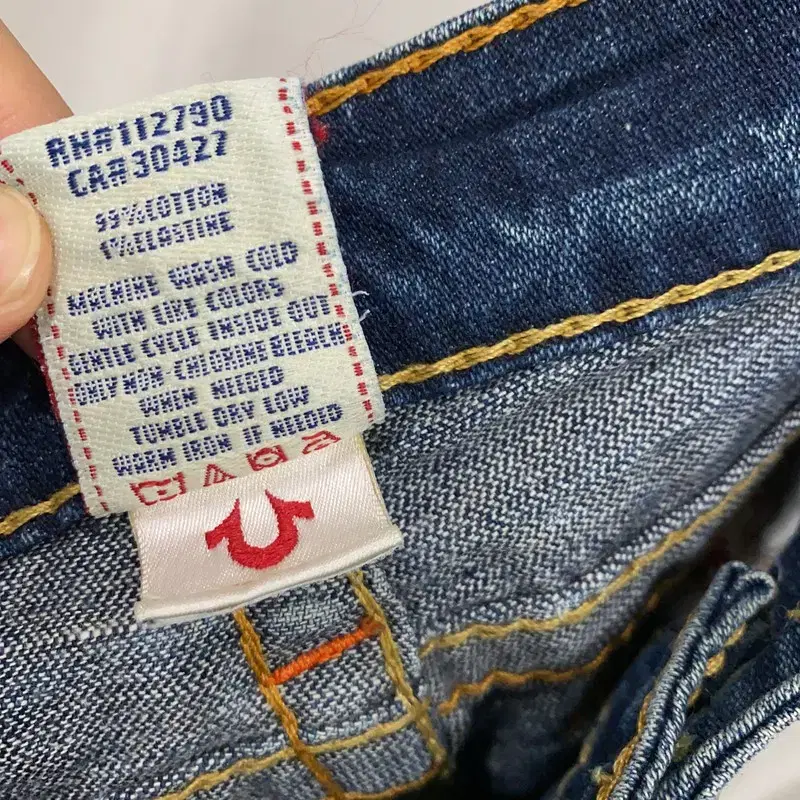 RN#112790
CA#30427
99%COTTON
1%ELASTINE
MACHINE WASH COLD
WITH LIKE COLORS
GENTLE CYCLE INSIDE OUT
ONLY NON-CHLORINE BLEACH
WHEN NEEDED
TUMBLE DRY LOW
WARM IRON IF NEEDED